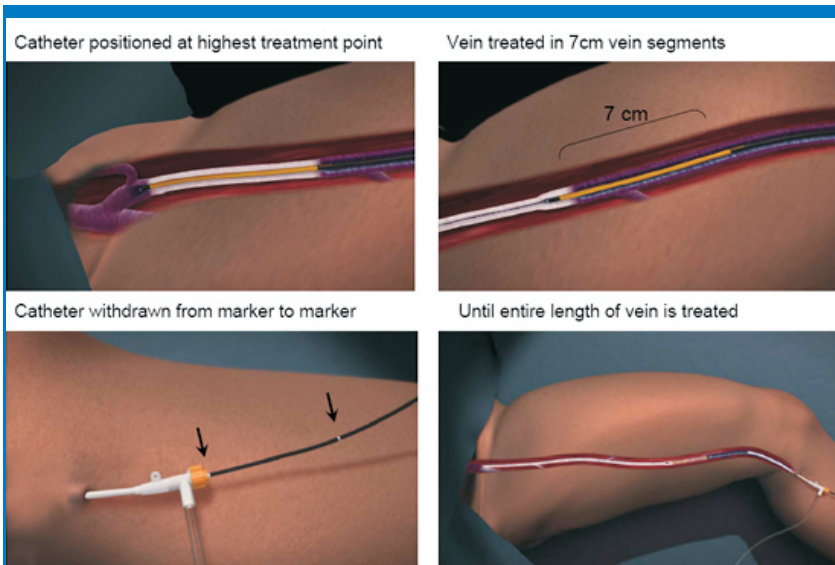 Catheter positioned at highest treatment point
Vein treated in 7cm vein segments
7 cm
Catheter withdrawn from marker to marker
Until entire length of vein is treated